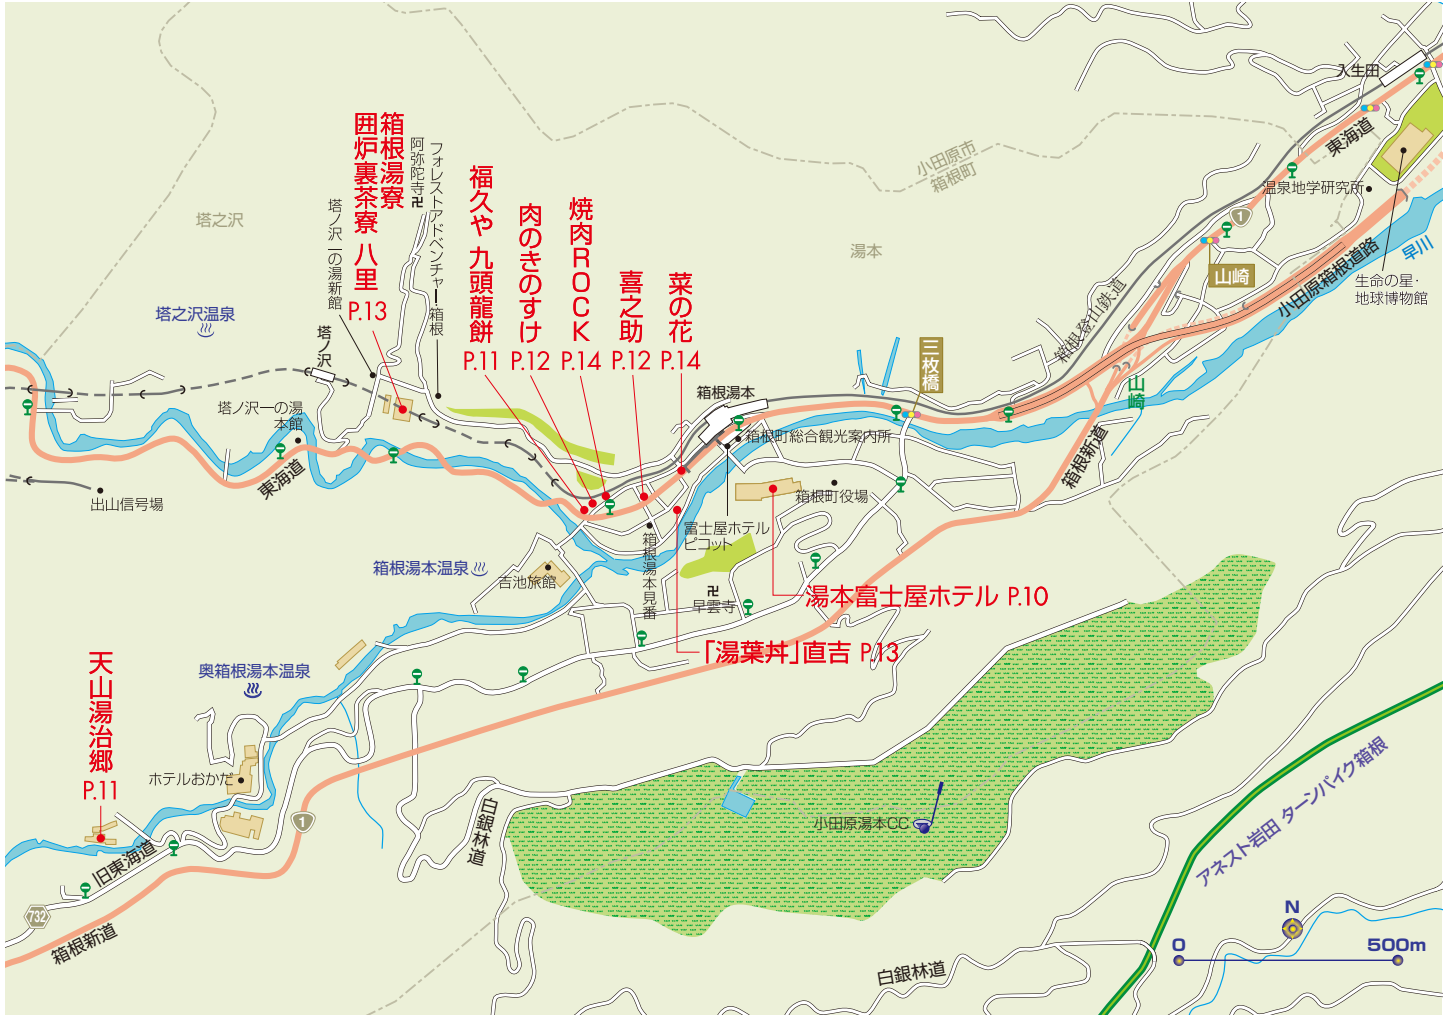 入生田
東海道
小田原市
箱根町
温泉地学研究所
1
早川
山崎
小田原箱根道路
生命の星・
地球博物館
箱根登山鉄道
湯本
三枚橋
山崎
箱根新道
塔之沢
塔之沢温泉
箱根湯寮
囲炉裏茶寮 八里
P.13
阿弥陀寺卍
フォレストアドベンチャー・箱根
塔ノ沢 一の湯新館
塔ノ沢
福久や 九頭龍餅
P.11
肉のきのすけ
P.12
焼肉ROCK
P.14
喜之助
P.12
菜の花
P.14
箱根湯本
箱根町総合観光案内所
塔ノ沢一の湯
本館
東海道
出山信号場
箱根町役場
富士屋ホテル
ピコット
箱根湯本見番
箱根湯本温泉
吉池旅館
卍
早雲寺
湯本富士屋ホテル P.10
「湯葉丼」直吉 P.13
奥箱根湯本温泉
天山湯治郷
P.11
ホテルおかだ
1
旧東海道
732
箱根新道
白銀林道
小田原湯本CC
アネスト岩田 ターンパイク箱根
白銀林道
N
0
500m